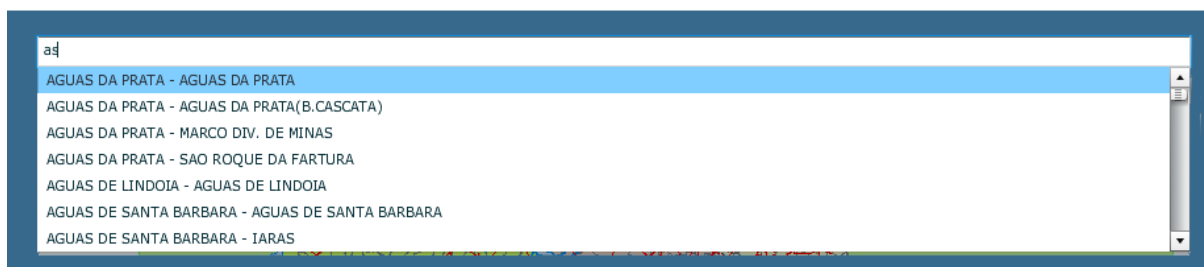 as
AGUAS DA PRATA - AGUAS DA PRATA
AGUAS DA PRATA - AGUAS DA PRATA(B.CASCATA)
AGUAS DA PRATA - MARCO DIV. DE MINAS
AGUAS DA PRATA - SAO ROQUE DA FARTURA
AGUAS DE LINDOIA - AGUAS DE LINDOIA
AGUAS DE SANTA BARBARA - AGUAS DE SANTA BARBARA
AGUAS DE SANTA BARBARA - IARAS